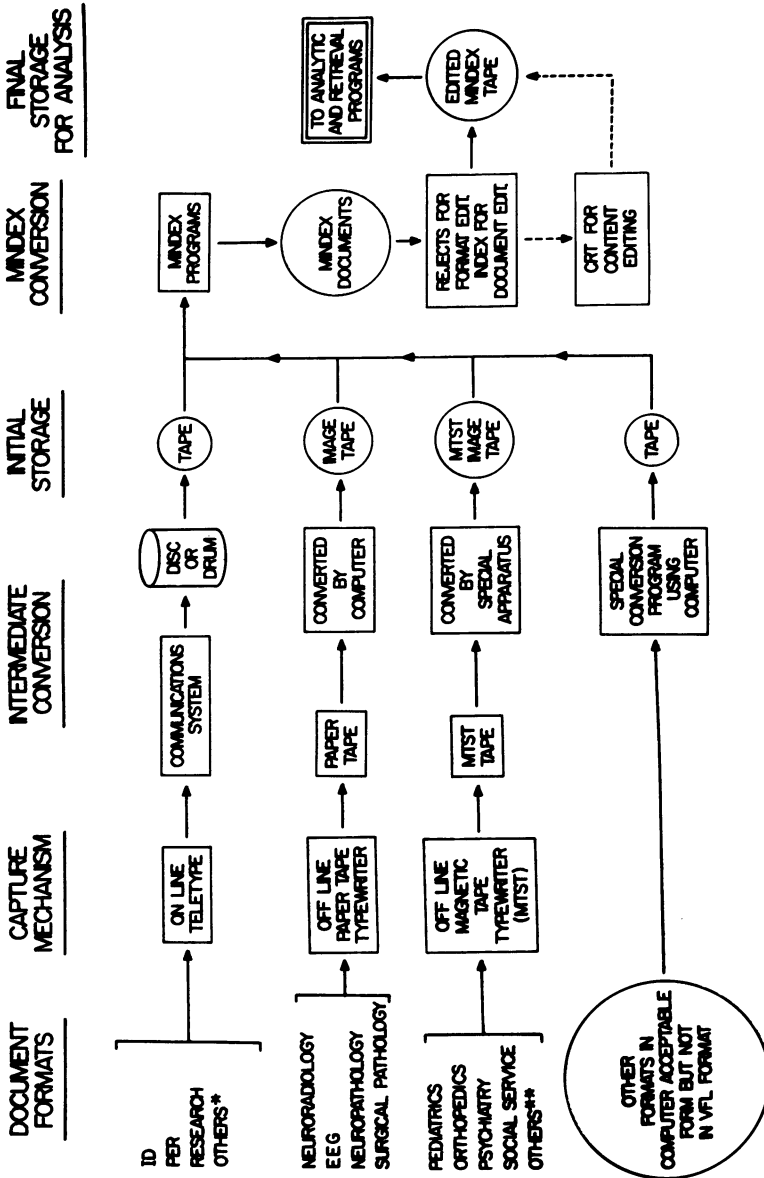 DOCUMENT
FORMATS
CAPTURE
MECHANISM
INTERMEDIATE
CONVERSION
INITIAL
STORAGE
MINDEX
CONVERSION
FINAL
STORAGE
FOR ANALYSIS
ID
PER
RESEARCH
OTHERS*
ON LINE
TELETYPE
COMMUNICATIONS
SYSTEM
DISC
OR
DRUM
TAPE
MINDEX
PROGRAMS
NEURORADIOLOGY
EEG
NEUROPATHOLOGY
SURGICAL PATHOLOGY
OFF LINE
PAPER TAPE
TYPEWRITER
PAPER
TAPE
CONVERTED
BY
COMPUTER
IMAGE
TAPE
MINDEX
DOCUMENTS
TO ANALYTIC
AND RETRIEVAL
PROGRAMS
PEDIATRICS
ORTHOPEDICS
PSYCHIATRY
SOCIAL SERVICE
OTHERS**
OFF LINE
MAGNETIC
TAPE
TYPEWRITER
(MTST)
MTST
TAPE
CONVERTED
BY
SPECIAL
APPARATUS
MTST
IMAGE
TAPE
REJECTS FOR
FORMAT EDIT.
INDEX FOR
DOCUMENT EDIT.
EDITED
MINDEX
TAPE
OTHER
FORMATS IN
COMPUTER ACCEPTABLE
FORM BUT NOT
IN VFL FORMAT
SPECIAL
CONVERSION
PROGRAM
USING
COMPUTER
TAPE
CRT FOR
CONTENT
EDITING